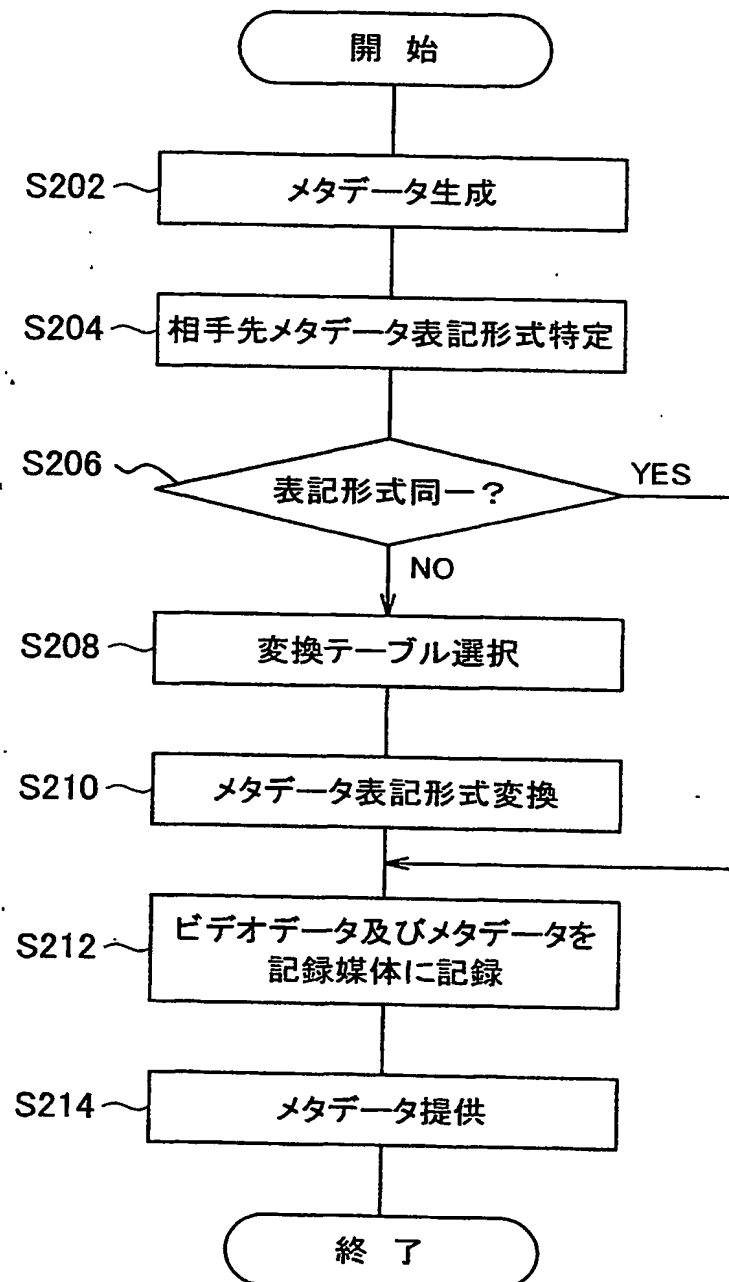 開始
S202
メタデータ生成
S204
相手先メタデータ表記形式特定
S206
表記形式同一？
YES
NO
S208
変換テーブル選択
S210
メタデータ表記形式変換
S212
ビデオデータ及びメタデータを
記録媒体に記録
S214
メタデータ提供
終了